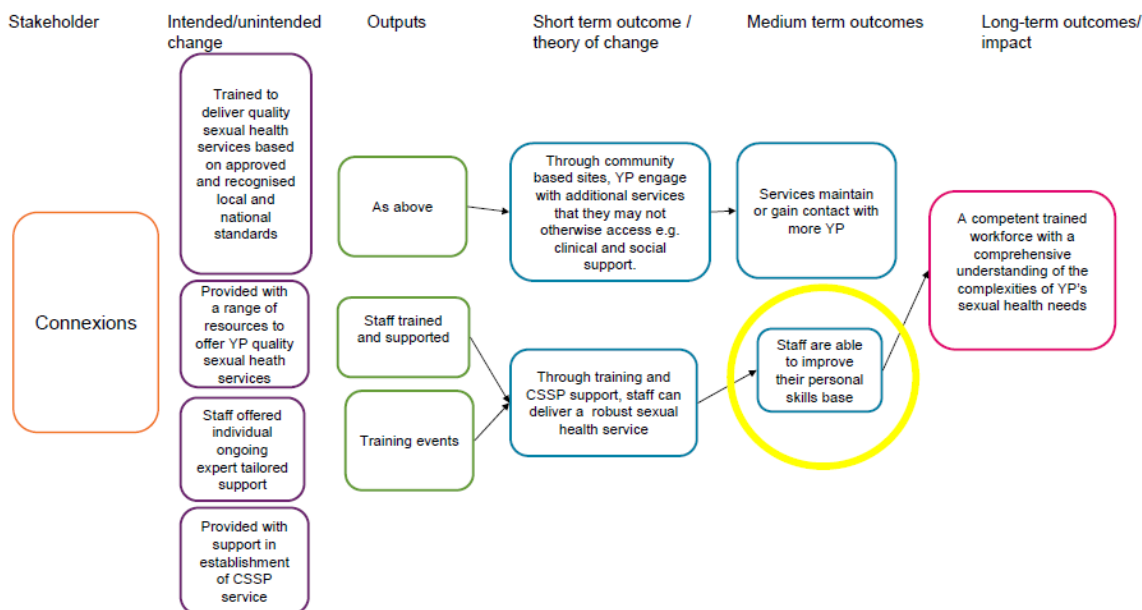 Stakeholder
Intended/unintended
change
Outputs
Short term outcome /
theory of change
Medium term outcomes
Long-term outcomes/
impact
Connexions
Trained to
deliver quality
sexual health
services based
on approved
and recognised
local and
national
standards
Provided with
a range of
resources to
offer YP quality
sexual heath
services
Staff offered
individual
ongoing
expert tailored
support
Provided with
support in
establishment
of CSSP
service
As above
Staff trained
and supported
Training events
Through community
based sites, YP engage
with additional services
that they may not
otherwise access e.g.
clinical and social
support.
Through training and
CSSP support, staff can
deliver a robust sexual
health service
Services maintain
or gain contact with
more YP
Staff are able
to improve
their personal
skills base
A competent trained
workforce with a
comprehensive
understanding of the
complexities of YP's
sexual health needs